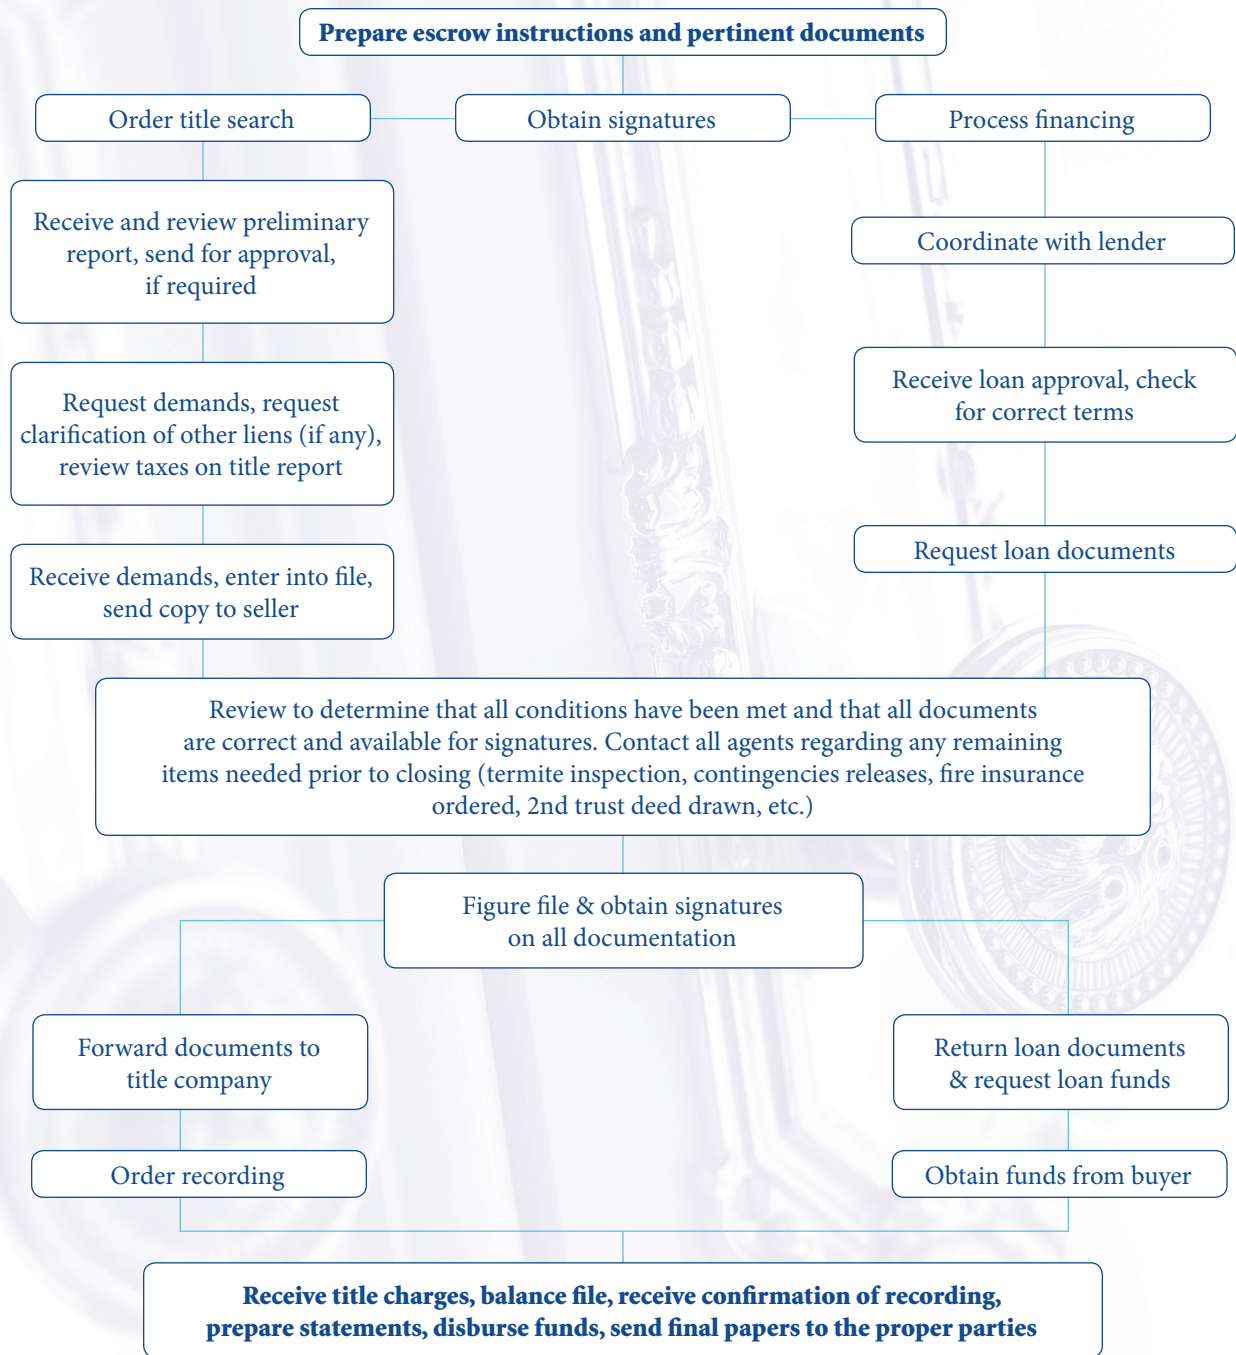 Prepare escrow instructions and pertinent documents
Order title search
Obtain signatures
Process financing
Receive and review preliminary
report, send for approval,
if required
Coordinate with lender
Request demands, request
clarification of other liens (if any),
review taxes on title report
Receive loan approval, check
for correct terms
Receive demands, enter into file,
send copy to seller
Request loan documents
Review to determine that all conditions have been met and that all documents
are correct and available for signatures. Contact all agents regarding any remaining
items needed prior to closing (termite inspection, contingencies releases, fire insurance
ordered, 2nd trust deed drawn, etc.)
Figure file & obtain signatures
on all documentation
Forward documents to
title company
Return loan documents
& request loan funds
Order recording
Obtain funds from buyer
Receive title charges, balance file, receive confirmation of recording,
prepare statements, disburse funds, send final papers to the proper parties